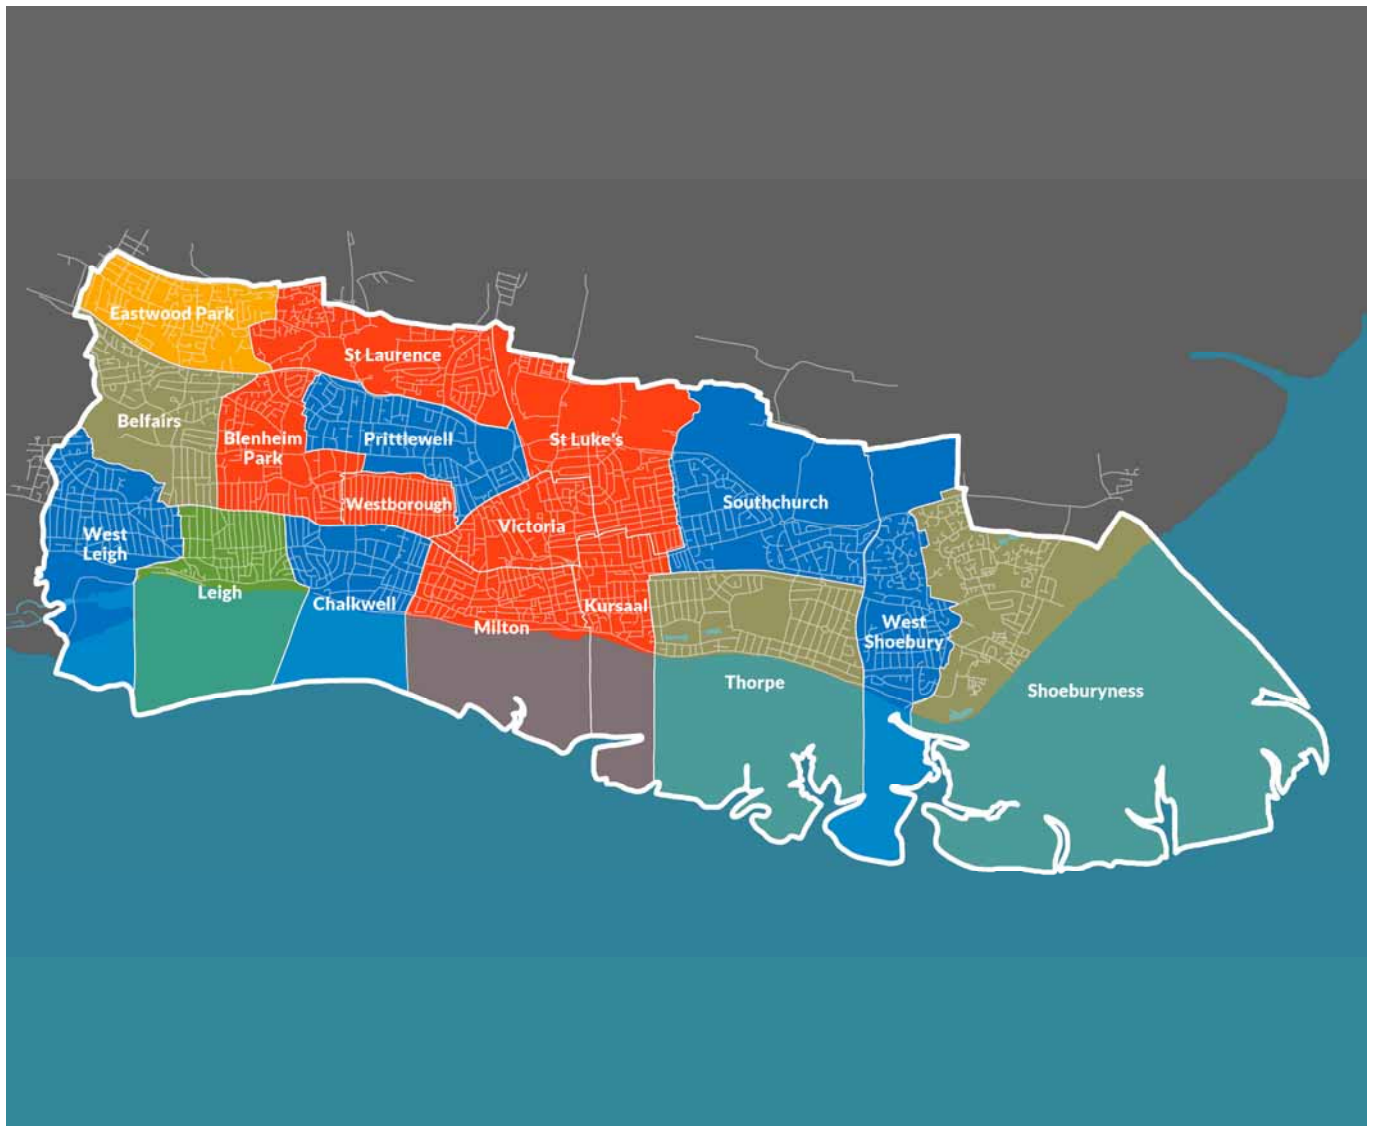 Eastwood Park
St Laurence
Belfairs
Blenheim
Park
Prittlewell
St Luke's
Westborough
Southchurch
Victoria
West
Leigh
Leigh
Chalkwell
Kursaal
Milton
West
Shoebury
Thorpe
Shoeburyness